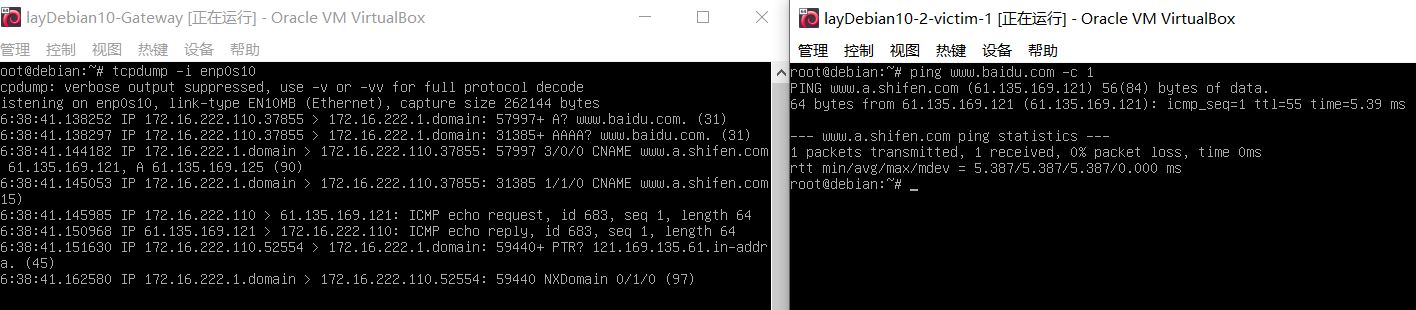 layDebian10-Gateway [正在运行] - Oracle VM VirtualBox
管理 控制 视图 热键 设备 帮助
oot@debian:~# tcpdump -i enp0s10
cpdump: verbose output suppressed, use -v or -vv for full protocol decode
istening on enp0s10, link-type EN10MB (Ethernet), capture size 262144 bytes
6:38:41.138252 IP 172.16.222.110.37855 > 172.16.222.1.domain: 57997+ A? www.baidu.com. (31)
6:38:41.138297 IP 172.16.222.110.37855 > 172.16.222.1.domain: 31385+ AAAA? www.baidu.com. (31)
6:38:41.144182 IP 172.16.222.1.domain > 172.16.222.110.37855: 57997 3/0/0 CNAME www.a.shifen.com
 61.135.169.121, A 61.135.169.125 (90)
6:38:41.145053 IP 172.16.222.1.domain > 172.16.222.110.37855: 31385 1/1/0 CNAME www.a.shifen.com
15)
6:38:41.145985 IP 172.16.222.110 > 61.135.169.121: ICMP echo request, id 683, seq 1, length 64
6:38:41.150968 IP 61.135.169.121 > 172.16.222.110: ICMP echo reply, id 683, seq 1, length 64
6:38:41.151630 IP 172.16.222.110.52554 > 172.16.222.1.domain: 59440+ PTR? 121.169.135.61.in-addr
a. (45)
6:38:41.162580 IP 172.16.222.1.domain > 172.16.222.110.52554: 59440 NXDomain 0/1/0 (97)
layDebian10-2-victim-1 [正在运行] - Oracle VM VirtualBox
管理 控制 视图 热键 设备 帮助
root@debian:~# ping www.baidu.com -c 1
PING www.a.shifen.com (61.135.169.121) 56(84) bytes of data.
64 bytes from 61.135.169.121 (61.135.169.121): icmp_seq=1 ttl=55 time=5.39 ms
--- www.a.shifen.com ping statistics ---
1 packets transmitted, 1 received, 0% packet loss, time 0ms
rtt min/avg/max/mdev = 5.387/5.387/5.387/0.000 ms
root@debian:~# _